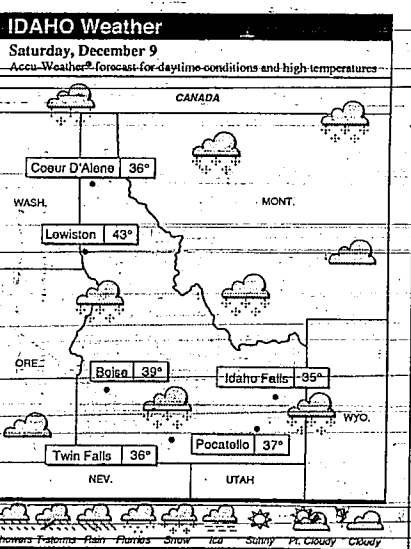 IDAHO Weather
Saturday, December 9
Accu-Weather® forecast for daytime conditions and high temperatures
CANADA
Coeur D'Alene 36°
WASH.
MONT.
Lewiston 43°
ORE.
Boise 39°
Idaho Falls 35°
WYO.
Pocatello 37°
Twin Falls 36°
NEV.
UTAH
howers T-storms Rain Flurries Snow Ice Sunny Pt. Cloudy Cloudy